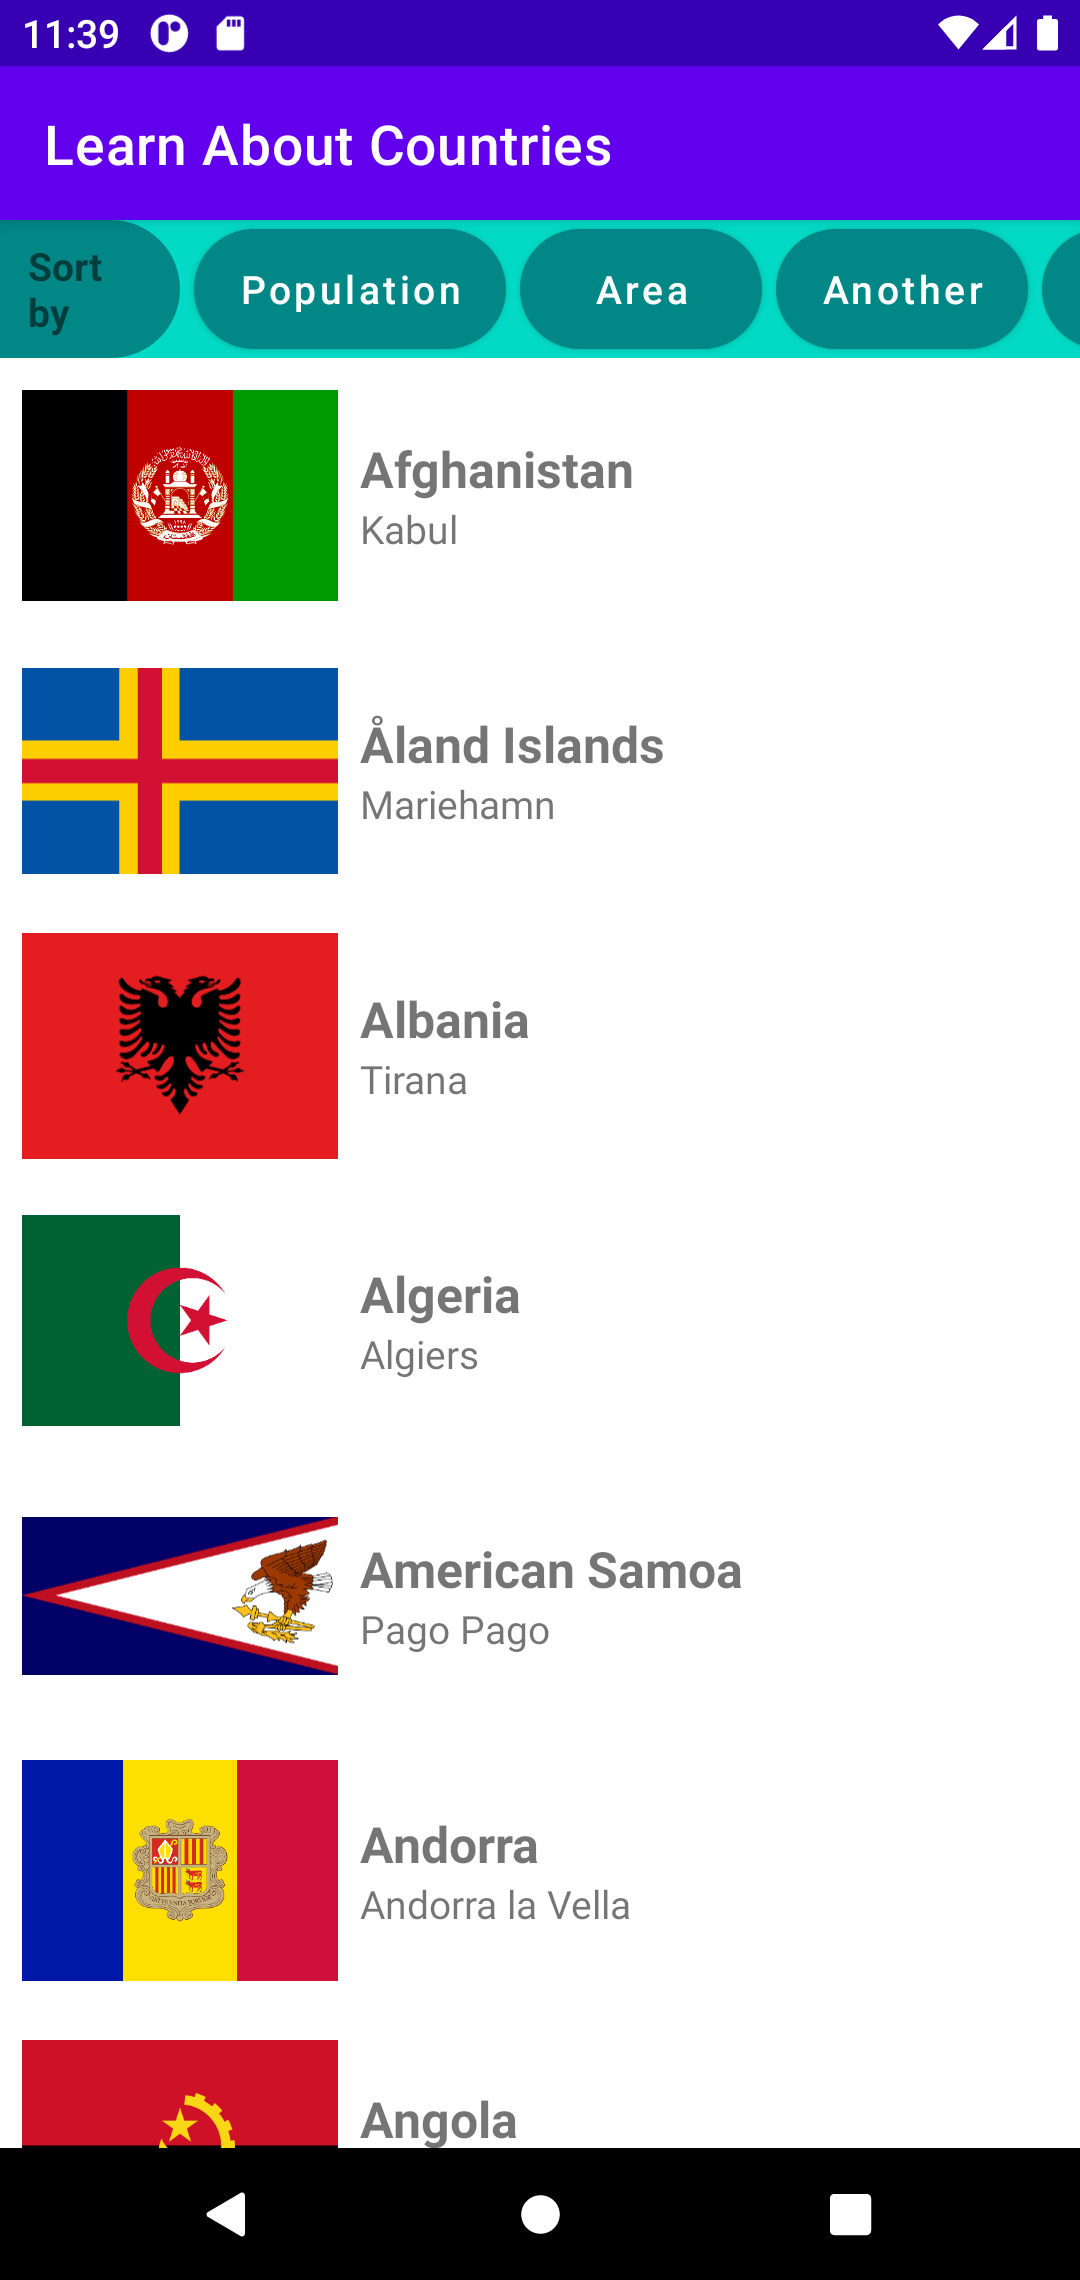 11:39
Learn About Countries
Sort
by
Population
Area
Another
Afghanistan
Kabul
Åland Islands
Mariehamn
Albania
Tirana
Algeria
Algiers
American Samoa
Pago Pago
Andorra
Andorra la Vella
Angola